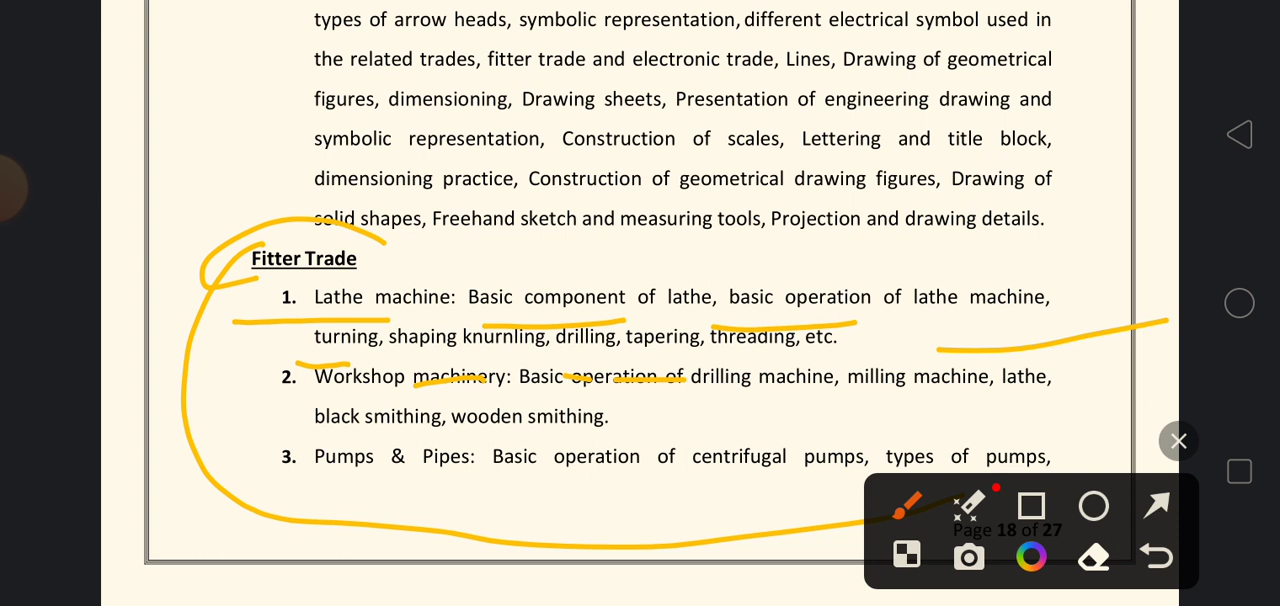 types of arrow heads, symbolic representation, different electrical symbol used in
the related trades, fitter trade and electronic trade, Lines, Drawing of geometrical
figures, dimensioning, Drawing sheets, Presentation of engineering drawing and
symbolic representation, Construction of scales, Lettering and title block,
dimensioning practice, Construction of geometrical drawing figures, Drawing of
solid shapes, Freehand sketch and measuring tools, Projection and drawing details.
Fitter Trade
1. Lathe machine: Basic component of lathe, basic operation of lathe machine,
turning, shaping knurnling, drilling, tapering, threading, etc.
2. Workshop machinery: Basic operation of drilling machine, milling machine, lathe,
black smithing, wooden smithing.
3. Pumps & Pipes: Basic operation of centrifugal pumps, types of pumps,
Page 18 of 27